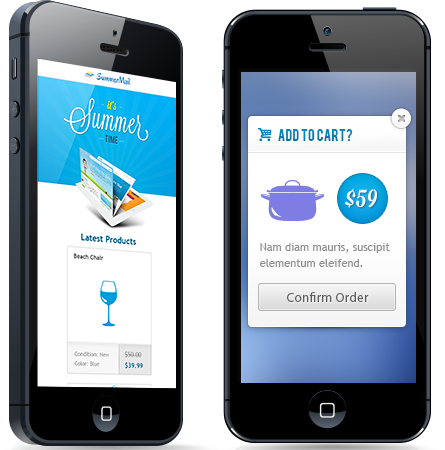 SummerMail
it's
Summer
TIME
Latest Products
Beach Chair
Condition: New
$50.00
Color: Blue
$39.99
ADD TO CART?
$59
Nam diam mauris, suscipit
elementum eleifend.
Confirm Order